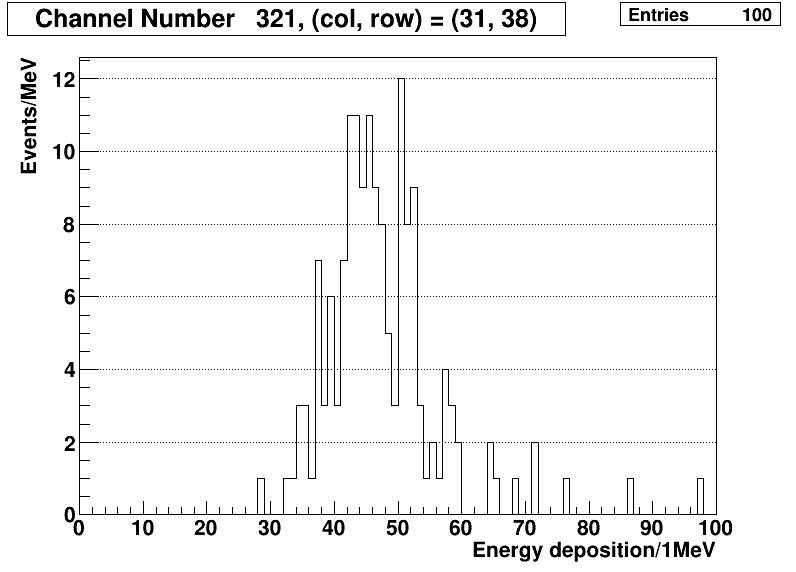 Channel Number 321, (col, row) = (31, 38)
Entries 100
Events/MeV
12
10
8
6
4
2
0
0 10 20 30 40 50 60 70 80 90 100
Energy deposition/1MeV